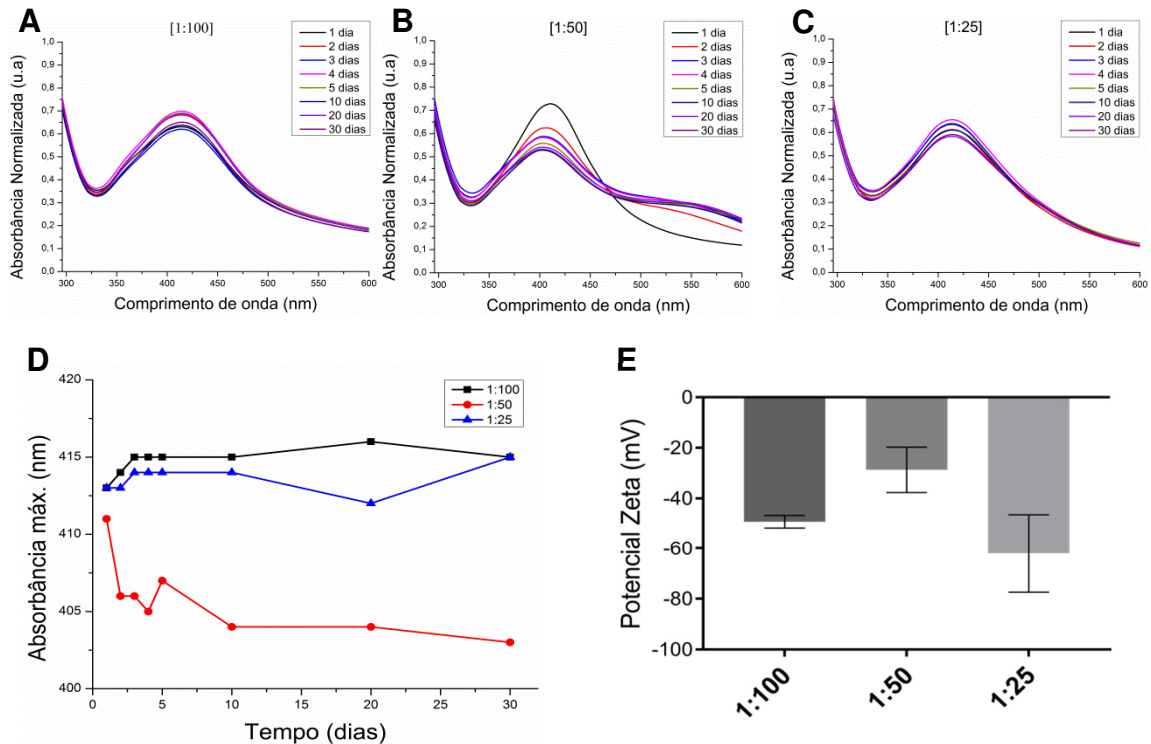 A
[1:100]
1 dia
2 dias
3 dias
4 dias
5 dias
10 dias
20 dias
30 dias
Absorbância Normalizada (u.a)
1,0
0,9
0,8
0,7
0,6
0,5
0,4
0,3
0,2
0,1
0,0
300 350 400 450 500 550 600
Comprimento de onda (nm)
B
[1:50]
1 dia
2 dias
3 dias
4 dias
5 dias
10 dias
20 dias
30 dias
Absorbância Normalizada (u.a)
1,0
0,9
0,8
0,7
0,6
0,5
0,4
0,3
0,2
0,1
0,0
300 350 400 450 500 550 600
Comprimento de onda (nm)
C
[1:25]
1 dia
2 dias
3 dias
4 dias
5 dias
10 dias
20 dias
30 dias
Absorbância Normalizada (u.a)
1,0
0,9
0,8
0,7
0,6
0,5
0,4
0,3
0,2
0,1
0,0
300 350 400 450 500 550 600
Comprimento de onda (nm)
D
1:100
1:50
1:25
Absorbância máx. (nm)
420
415
410
405
400
0 5 10 15 20 25 30
Tempo (dias)
E
Potencial Zeta (mV)
0
-20
-40
-60
-80
-100
1:100
1:50
1:25